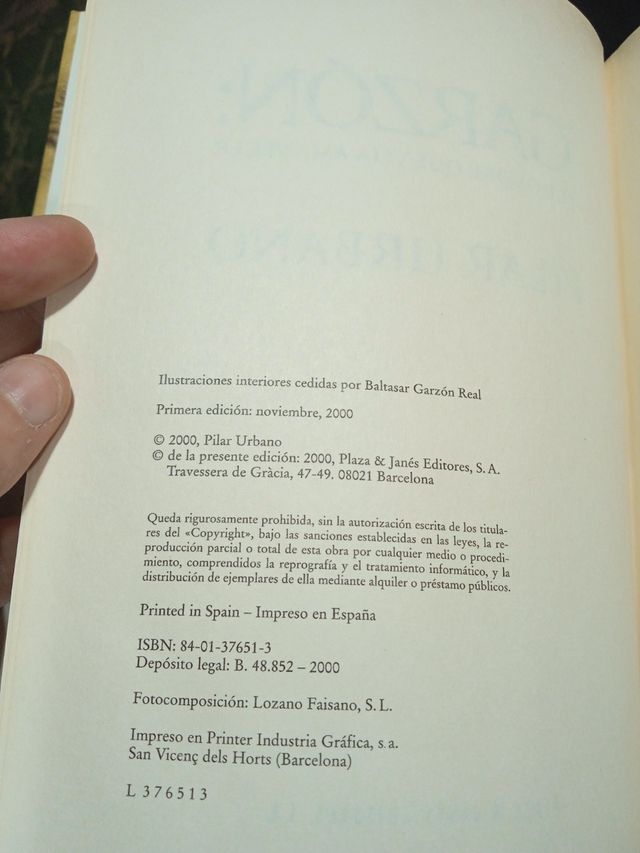 Ilustraciones interiores cedidas por Baltasar Garzón Real
Primera edición: noviembre, 2000
© 2000, Pilar Urbano
© de la presente edición: 2000, Plaza & Janés Editores, S.A.
Travessera de Gràcia, 47-49. 08021 Barcelona
Queda rigurosamente prohibida, sin la autorización escrita de los titula-
res del «Copyright», bajo las sanciones establecidas en las leyes, la re-
producción parcial o total de esta obra por cualquier medio o procedi-
miento, comprendidos la reprografía y el tratamiento informático, y la
distribución de ejemplares de ella mediante alquiler o préstamo públicos.
Printed in Spain – Impreso en España
ISBN: 84-01-37651-3
Depósito legal: B. 48.852 – 2000
Fotocomposición: Lozano Faisano, S.L.
Impreso en Printer Industria Gráfica, s.a.
San Vicenç dels Horts (Barcelona)
L 376513